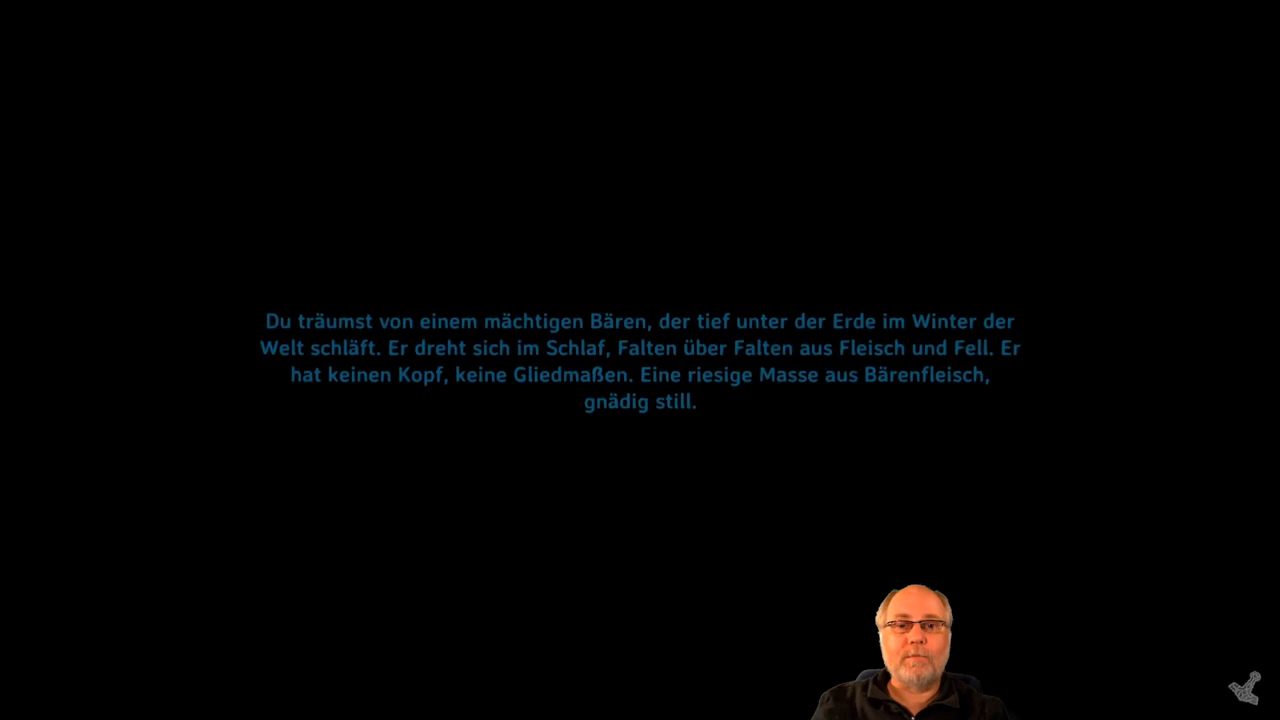 Du träumst von einem mächtigen Bären, der tief unter der Erde im Winter der
Welt schläft. Er dreht sich im Schlaf, Falten über Falten aus Fleisch und Fell. Er
hat keinen Kopf, keine Gliedmaßen. Eine riesige Masse aus Bärenfleisch,
gnädig still.